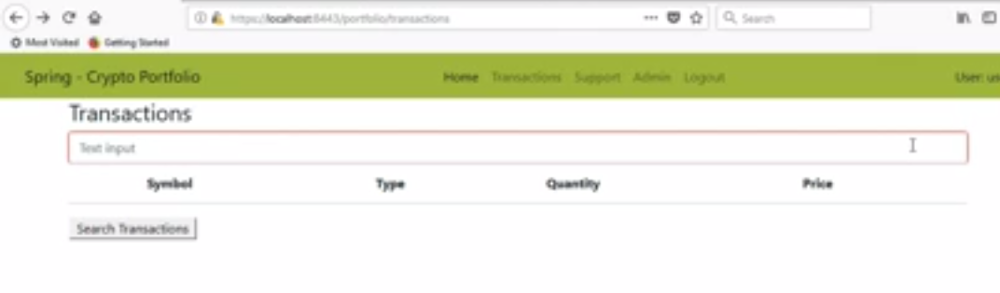 https://localhost:8443/portfolio/transactions
Search
Most Visited Getting Started
Spring - Crypto Portfolio Home Transactions Support Admin Logout User: us
Transactions
Text input
Symbol Type Quantity Price
Search Transactions